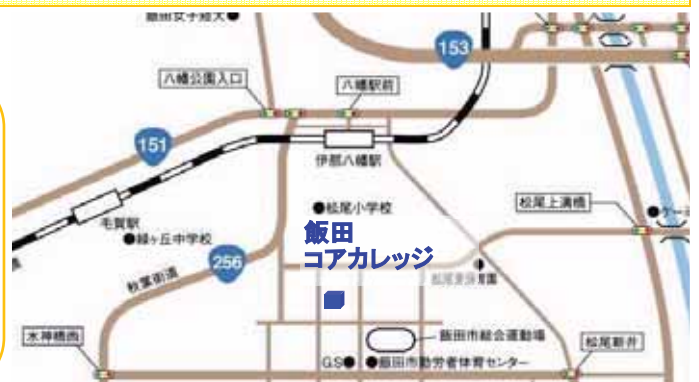 飯田女子短大●
153
八幡公園入口
八幡駅前
151
伊那八幡駅
●松尾小学校
松尾上溝橋
毛賀駅
●緑ヶ丘中学校
飯田
コアカレッジ
256
秋葉街道
水神橋西
飯田市総合運動場
松尾新井
G.S●
●飯田市勤労者体育センター